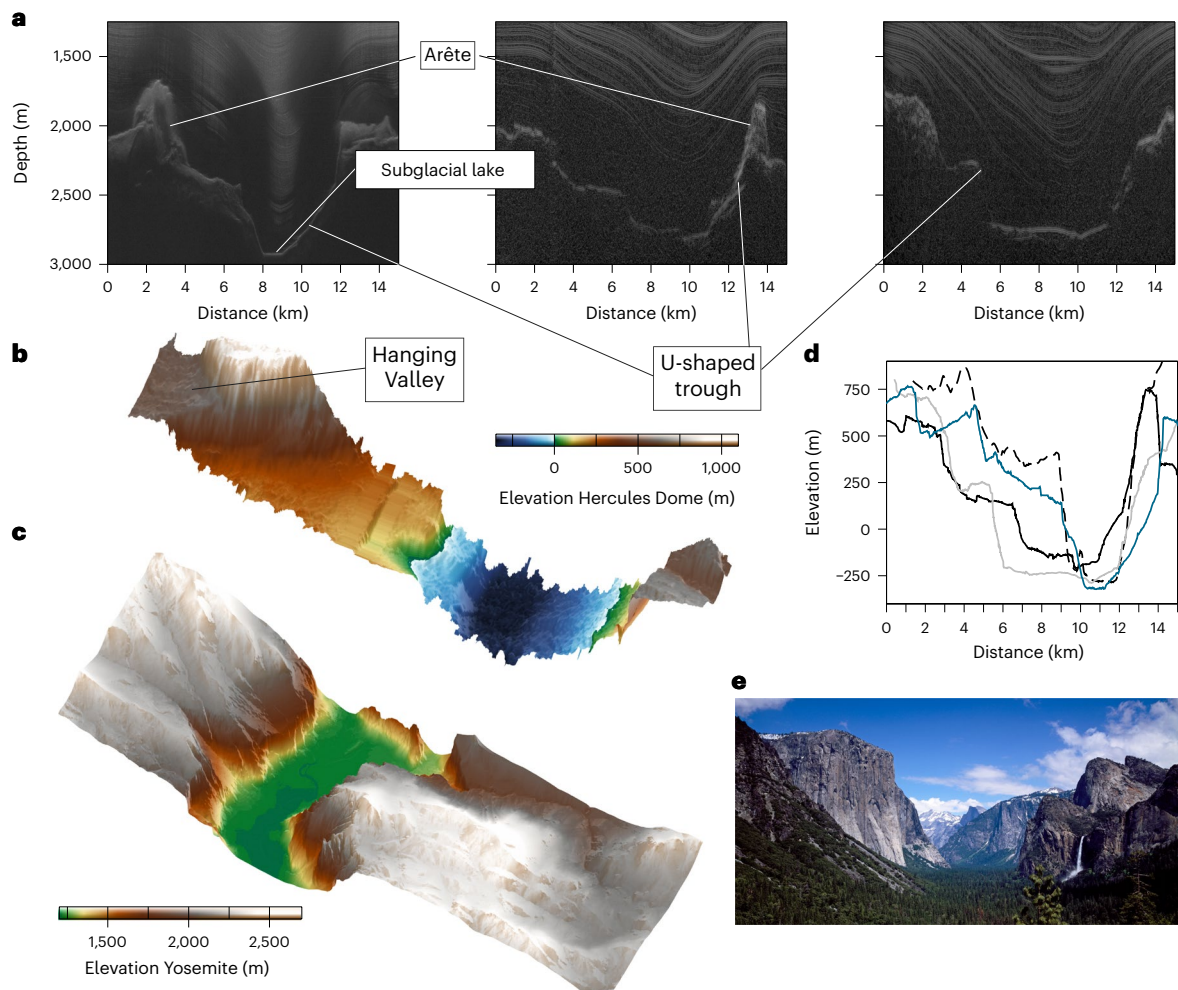 a
Arête
1,500
2,000
2,500
3,000
Depth (m)
Subglacial lake
0 2 4 6 8 10 12 14
0 2 4 6 8 10 12 14
0 2 4 6 8 10 12 14
Distance (km)
Distance (km)
Distance (km)
b
Hanging
Valley
U-shaped
trough
0 500 1,000
Elevation Hercules Dome (m)
d
750
500
250
0
−250
Elevation (m)
0 2 4 6 8 10 12 14
Distance (km)
c
1,500 2,000 2,500
Elevation Yosemite (m)
e